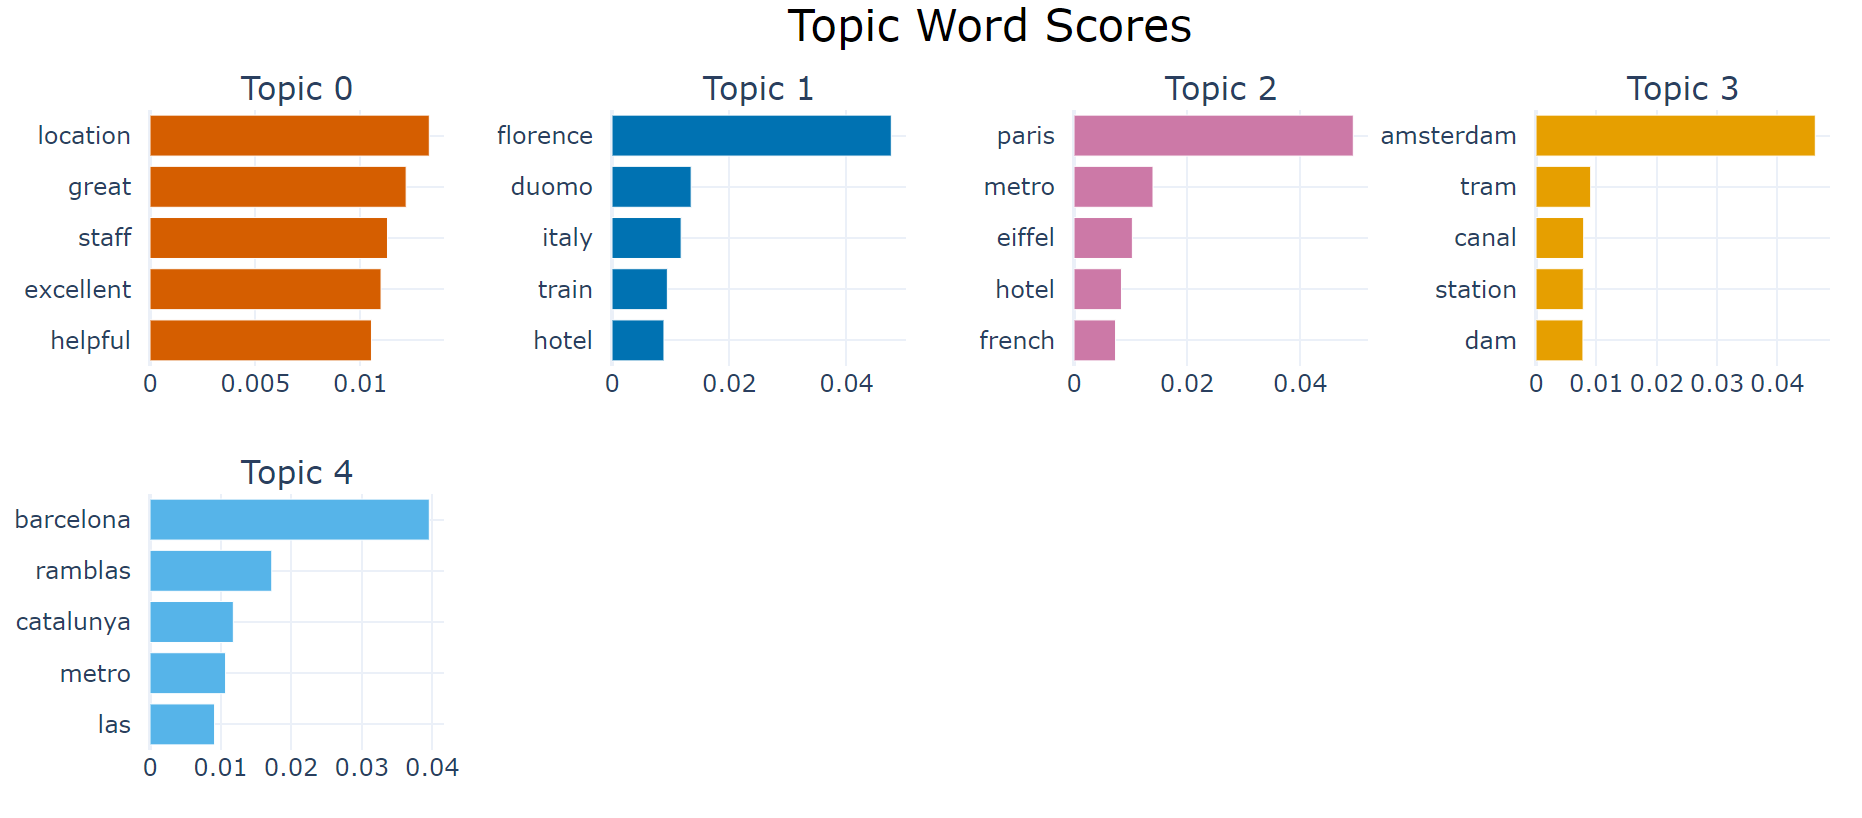 Topic Word Scores
Topic 0
location
great
staff
excellent
helpful
0 0.005 0.01
Topic 1
florence
duomo
italy
train
hotel
0 0.02 0.04
Topic 2
paris
metro
eiffel
hotel
french
0 0.02 0.04
Topic 3
amsterdam
tram
canal
station
dam
0 0.01 0.02 0.03 0.04
Topic 4
barcelona
ramblas
catalunya
metro
las
0 0.01 0.02 0.03 0.04